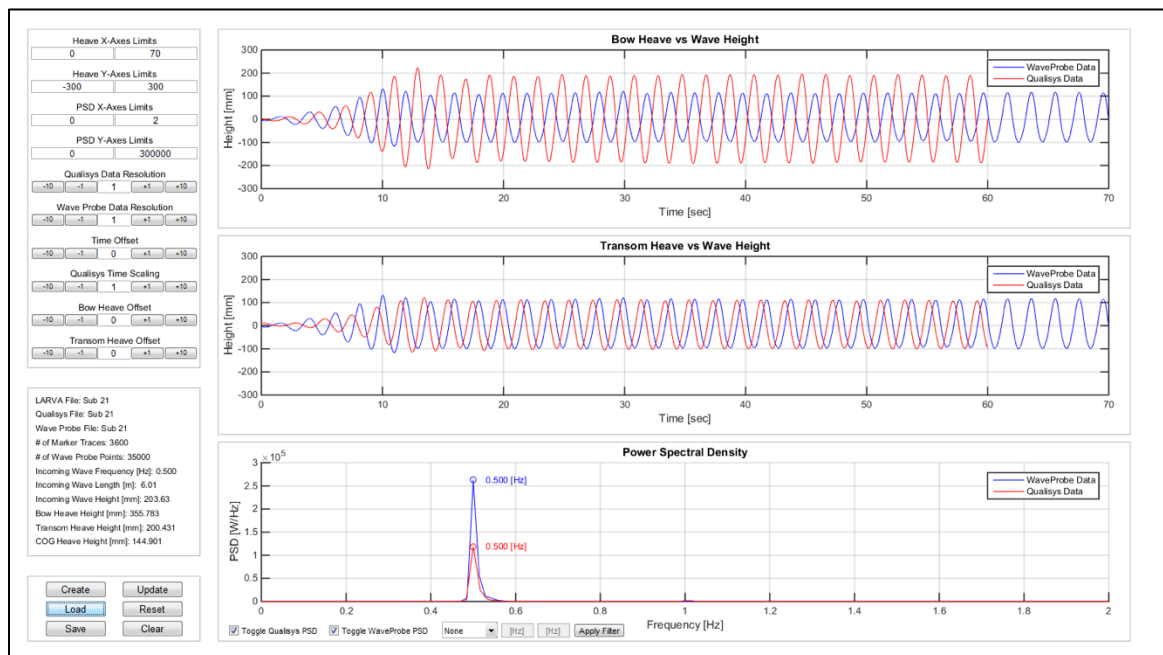 Heave X-Axes Limits
0 70
Heave Y-Axes Limits
-300 300
PSD X-Axes Limits
0 2
PSD Y-Axes Limits
0 300000
Qualisys Data Resolution
-10 -1 1 +1 +10
Wave Probe Data Resolution
-10 -1 1 +1 +10
Time Offset
-10 -1 0 +1 +10
Qualisys Time Scaling
-10 -1 1 +1 +10
Bow Heave Offset
-10 -1 0 +1 +10
Transom Heave Offset
-10 -1 0 +1 +10
LARVA File: Sub 21
Qualisys File: Sub 21
Wave Probe File: Sub 21
# of Marker Traces: 3600
# of Wave Probe Points: 35000
Incoming Wave Frequency [Hz]: 0.500
Incoming Wave Length [m]: 6.01
Incoming Wave Height [mm]: 203.63
Bow Heave Height [mm]: 355.783
Transom Heave Height [mm]: 200.431
COG Heave Height [mm]: 144.901
Create Update
Load Reset
Save Clear
Bow Heave vs Wave Height
Height [mm]
300
200
100
0
-100
-200
-300
WaveProbe Data
Qualisys Data
0 10 20 30 40 50 60 70
Time [sec]
Transom Heave vs Wave Height
Height [mm]
300
200
100
0
-100
-200
-300
WaveProbe Data
Qualisys Data
0 10 20 30 40 50 60 70
Time [sec]
Power Spectral Density
×10⁵
PSD [W/Hz]
3
2.5
2
1.5
1
0.5
0
WaveProbe Data
Qualisys Data
0.500 [Hz]
0.500 [Hz]
0 0.2 0.4 0.6 0.8 1 1.2 1.4 1.6 1.8 2
Frequency [Hz]
Toggle Qualisys PSD Toggle WaveProbe PSD None [Hz] [Hz] Apply Filter